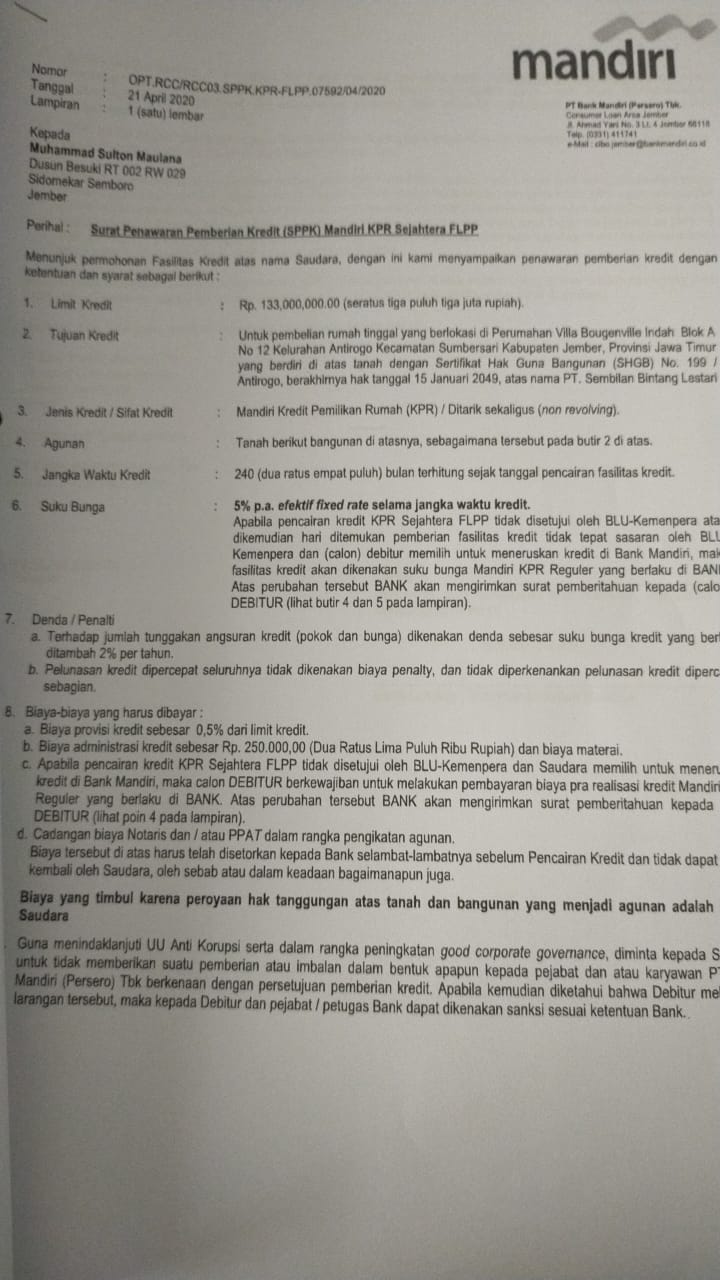 mandiri
Nomor : OPT.RCC/RCC03.SPPK.KPR-FLPP.07592/04/2020
Tanggal : 21 April 2020
Lampiran : 1 (satu) lembar
PT Bank Mandiri (Persero) Tbk.
Consumer Loan Area Jember
Jl. Ahmad Yani No. 3 Lt. 4 Jember 68118
Telp. (0331) 411741
e-Mail : clbo.jember@bankmandiri.co.id
Kepada
Muhammad Sulton Maulana
Dusun Besuki RT 002 RW 029
Sidomekar Semboro
Jember
Perihal : Surat Penawaran Pemberian Kredit (SPPK) Mandiri KPR Sejahtera FLPP
Menunjuk permohonan Fasilitas Kredit atas nama Saudara, dengan ini kami menyampaikan penawaran pemberian kredit dengan
ketentuan dan syarat sebagai berikut :
1. Limit Kredit : Rp. 133,000,000.00 (seratus tiga puluh tiga juta rupiah).
2. Tujuan Kredit : Untuk pembelian rumah tinggal yang berlokasi di Perumahan Villa Bougenville Indah Blok A
No 12 Kelurahan Antirogo Kecamatan Sumbersari Kabupaten Jember, Provinsi Jawa Timur
yang berdiri di atas tanah dengan Sertifikat Hak Guna Bangunan (SHGB) No. 199 /
Antirogo, berakhirnya hak tanggal 15 Januari 2049, atas nama PT. Sembilan Bintang Lestari
3. Jenis Kredit / Sifat Kredit : Mandiri Kredit Pemilikan Rumah (KPR) / Ditarik sekaligus (non revolving).
4. Agunan : Tanah berikut bangunan di atasnya, sebagaimana tersebut pada butir 2 di atas.
5. Jangka Waktu Kredit : 240 (dua ratus empat puluh) bulan terhitung sejak tanggal pencairan fasilitas kredit.
6. Suku Bunga : 5% p.a. efektif fixed rate selama jangka waktu kredit.
Apabila pencairan kredit KPR Sejahtera FLPP tidak disetujui oleh BLU-Kemenpera ata
dikemudian hari ditemukan pemberian fasilitas kredit tidak tepat sasaran oleh BLU
Kemenpera dan (calon) debitur memilih untuk meneruskan kredit di Bank Mandiri, mak
fasilitas kredit akan dikenakan suku bunga Mandiri KPR Reguler yang berlaku di BAN
Atas perubahan tersebut BANK akan mengirimkan surat pemberitahuan kepada (calo
DEBITUR (lihat butir 4 dan 5 pada lampiran).
7. Denda / Penalti
a. Terhadap jumlah tunggakan angsuran kredit (pokok dan bunga) dikenakan denda sebesar suku bunga kredit yang ber
ditambah 2% per tahun.
b. Pelunasan kredit dipercepat seluruhnya tidak dikenakan biaya penalty, dan tidak diperkenankan pelunasan kredit diperc
sebagian.
8. Biaya-biaya yang harus dibayar :
a. Biaya provisi kredit sebesar 0,5% dari limit kredit.
b. Biaya administrasi kredit sebesar Rp. 250.000,00 (Dua Ratus Lima Puluh Ribu Rupiah) dan biaya materai.
c. Apabila pencairan kredit KPR Sejahtera FLPP tidak disetujui oleh BLU-Kemenpera dan Saudara memilih untuk meneru
kredit di Bank Mandiri, maka calon DEBITUR berkewajiban untuk melakukan pembayaran biaya pra realisasi kredit Mandiri
Reguler yang berlaku di BANK. Atas perubahan tersebut BANK akan mengirimkan surat pemberitahuan kepada
DEBITUR (lihat poin 4 pada lampiran).
d. Cadangan biaya Notaris dan / atau PPAT dalam rangka pengikatan agunan.
Biaya tersebut di atas harus telah disetorkan kepada Bank selambat-lambatnya sebelum Pencairan Kredit dan tidak dapat
kembali oleh Saudara, oleh sebab atau dalam keadaan bagaimanapun juga.
Biaya yang timbul karena peroyaan hak tanggungan atas tanah dan bangunan yang menjadi agunan adalah
Saudara
Guna menindaklanjuti UU Anti Korupsi serta dalam rangka peningkatan good corporate governance, diminta kepada S
untuk tidak memberikan suatu pemberian atau imbalan dalam bentuk apapun kepada pejabat dan atau karyawan PT
Mandiri (Persero) Tbk berkenaan dengan persetujuan pemberian kredit. Apabila kemudian diketahui bahwa Debitur me
larangan tersebut, maka kepada Debitur dan pejabat / petugas Bank dapat dikenakan sanksi sesuai ketentuan Bank.